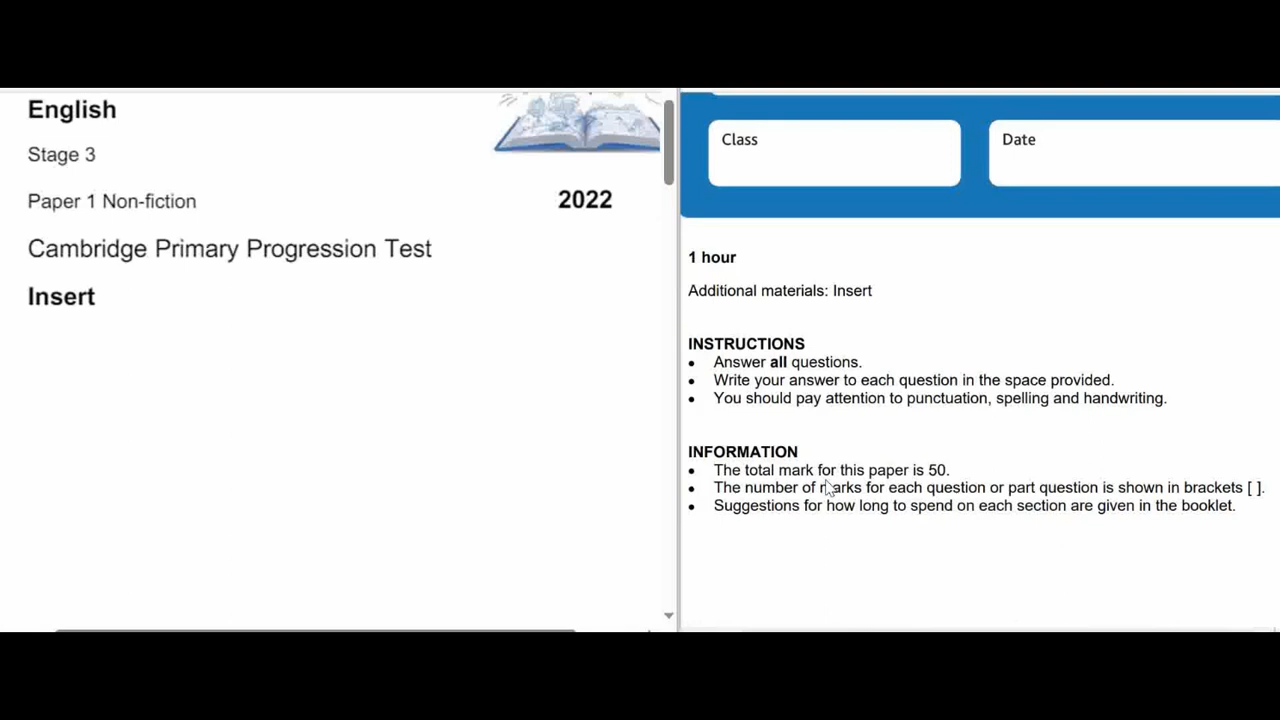 English
Stage 3
Paper 1 Non-fiction
2022
Cambridge Primary Progression Test
Insert
Class
Date
1 hour
Additional materials: Insert
INSTRUCTIONS
• Answer all questions.
• Write your answer to each question in the space provided.
• You should pay attention to punctuation, spelling and handwriting.
INFORMATION
• The total mark for this paper is 50.
• The number of marks for each question or part question is shown in brackets [ ].
• Suggestions for how long to spend on each section are given in the booklet.